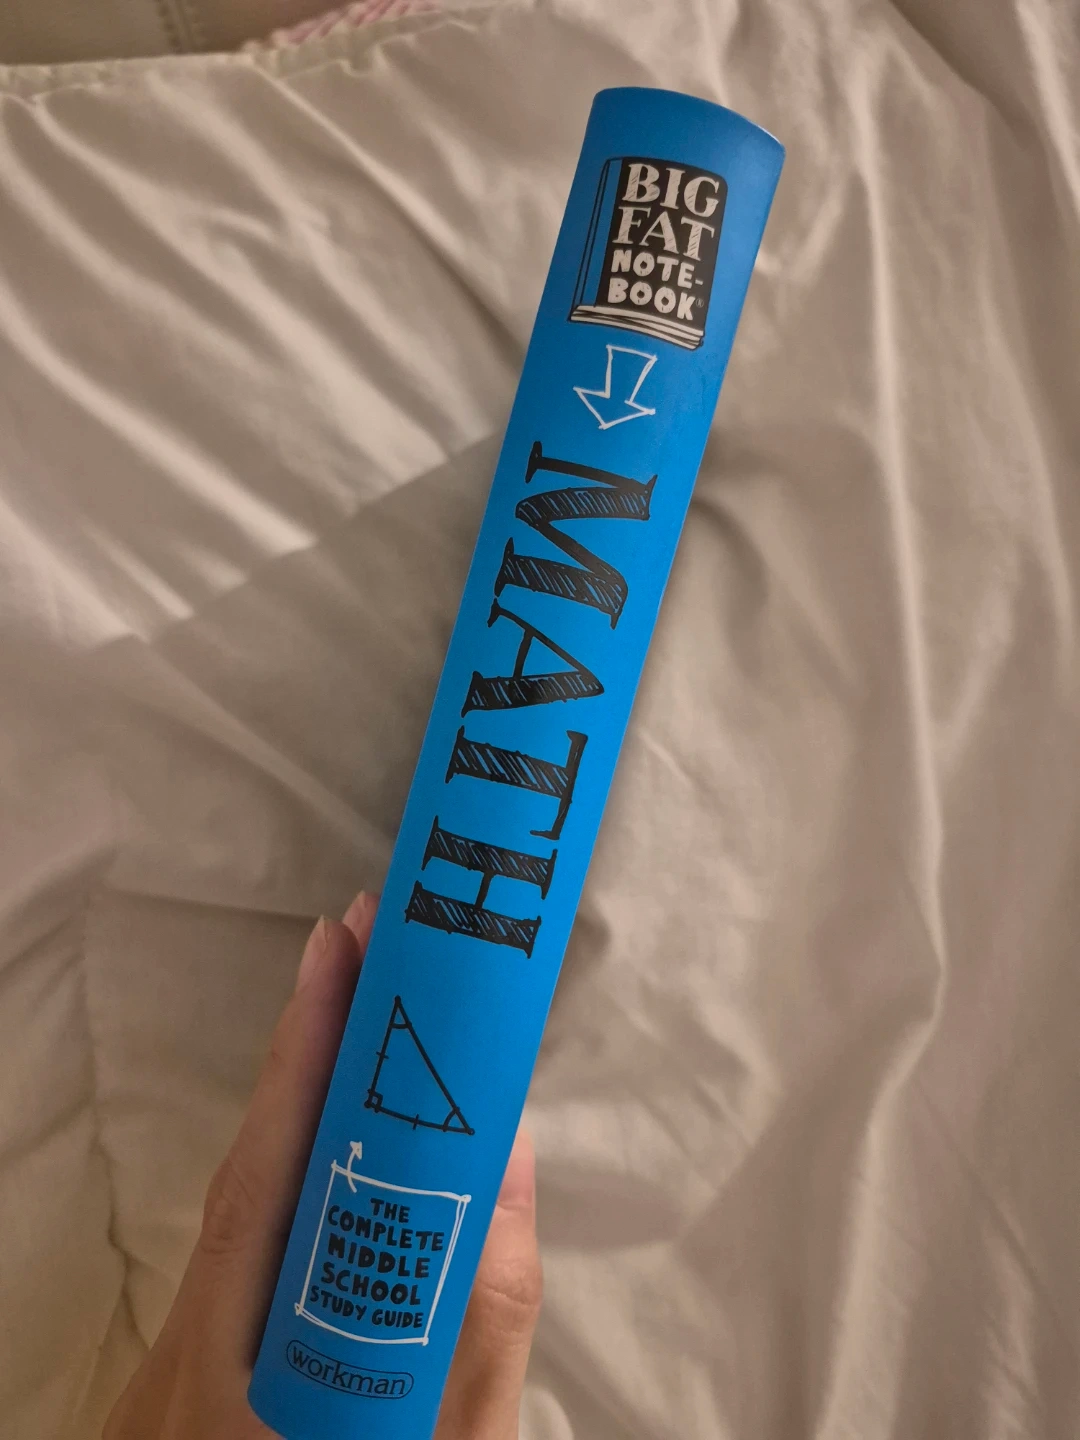 BIG
FAT
NOTE-
BOOK®
MATH
THE
COMPLETE
MIDDLE
SCHOOL
STUDY GUIDE
workman